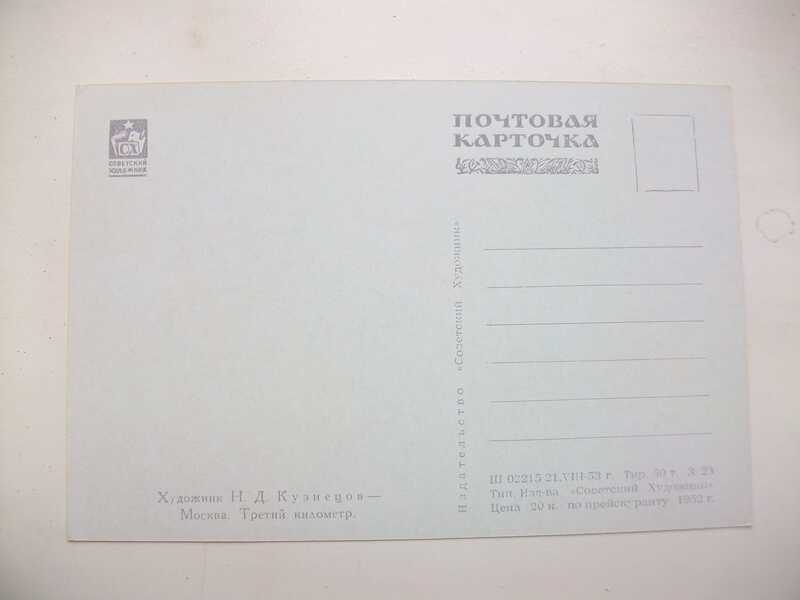 СХ
СОВЕТСКИЙ
ХУДОЖНИК
ПОЧТОВАЯ
КАРТОЧКА
Издательство «Советский Художник»
Художник Н. Д. Кузнецов —
Москва. Третий километр.
Ш 02215 21.VIII-53 г. Тир. 50 т. З 23
Тип. Изд-ва «Советский Художник»
Цена 20 к. по прейскуранту 1952 г.